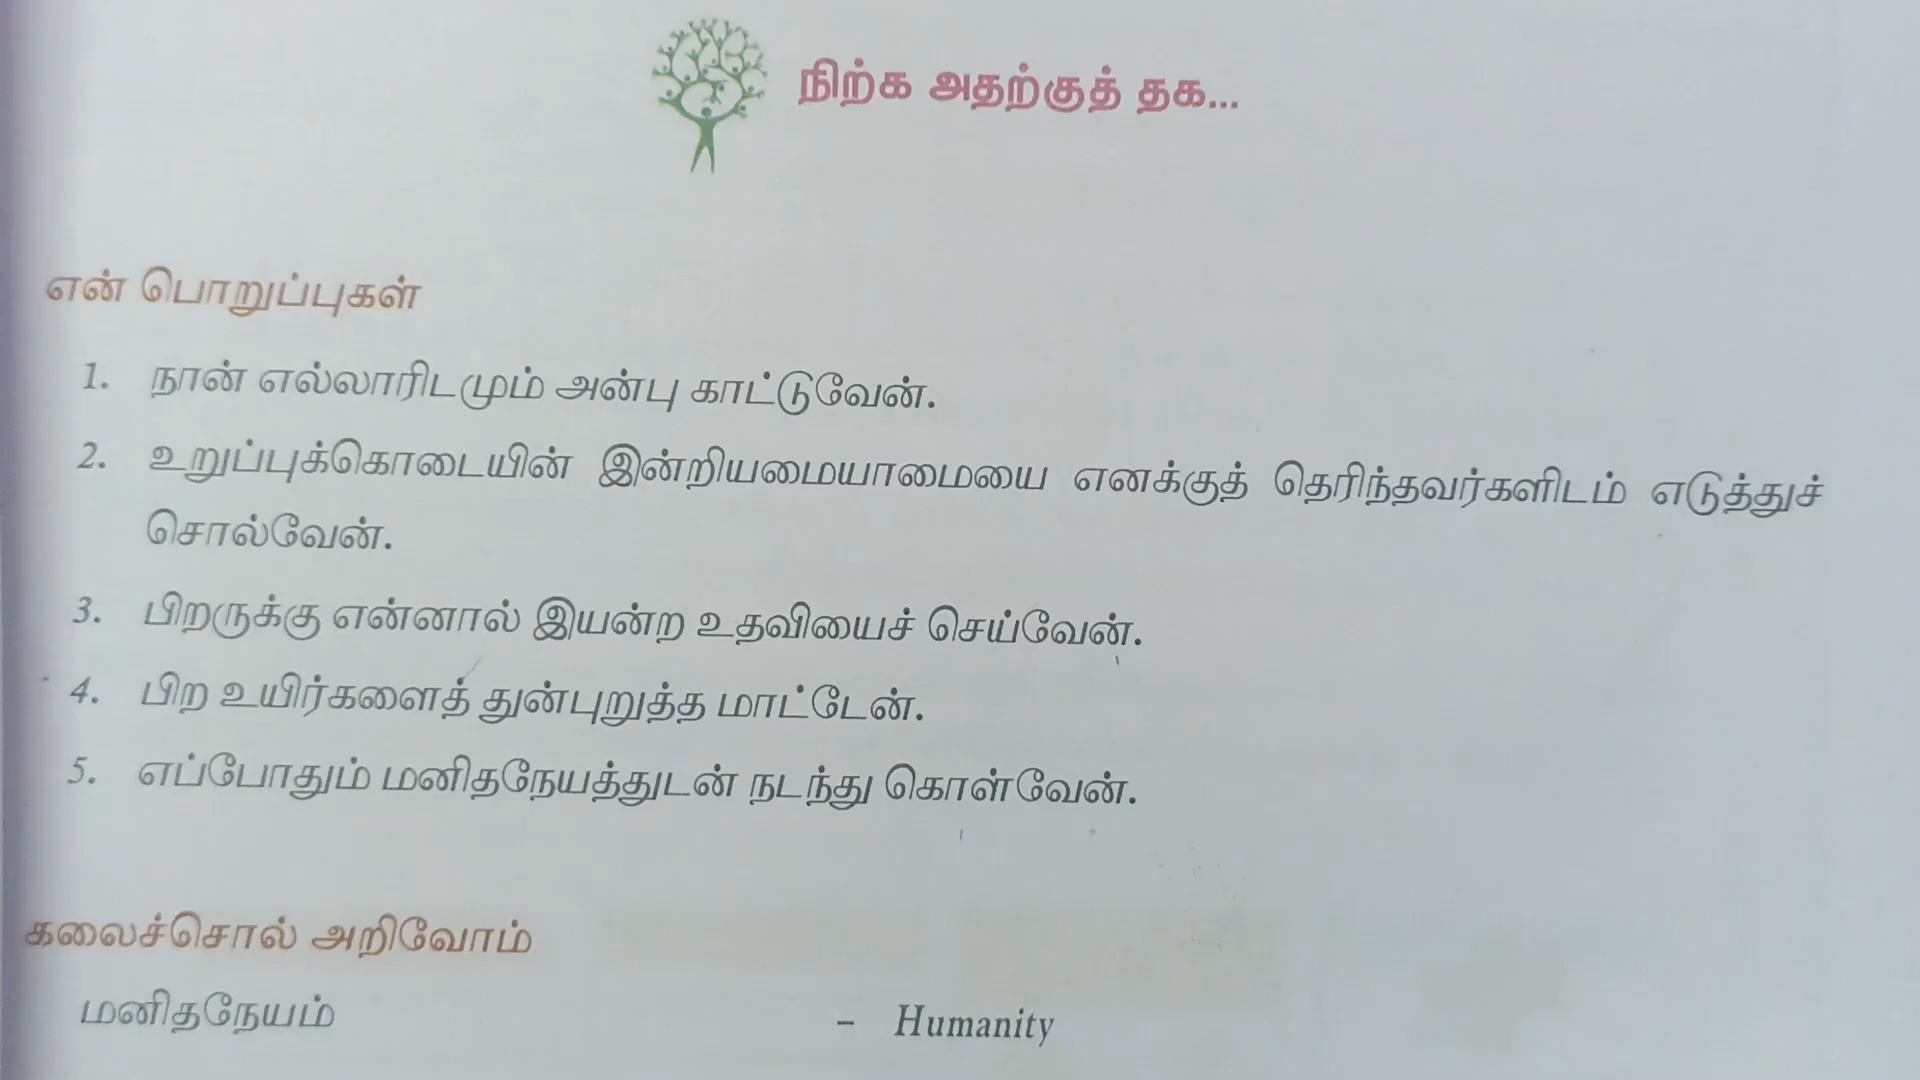 நிற்க அதற்குத் தக...
என் பொறுப்புகள்
1. நான் எல்லாரிடமும் அன்பு காட்டுவேன்.
2. உறுப்புக்கொடையின் இன்றியமையாமையை எனக்குத் தெரிந்தவர்களிடம் எடுத்துச்
சொல்வேன்.
3. பிறருக்கு என்னால் இயன்ற உதவியைச் செய்வேன்.
4. பிற உயிர்களைத் துன்புறுத்த மாட்டேன்.
5. எப்போதும் மனிதநேயத்துடன் நடந்து கொள்வேன்.
கலைச்சொல் அறிவோம்
மனிதநேயம் – Humanity